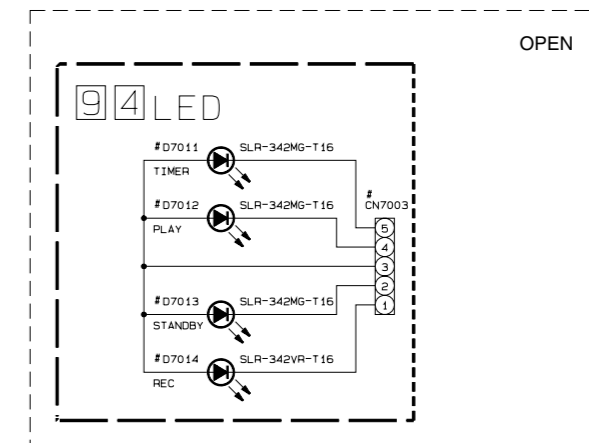 OPEN
94 LED
#D7011 SLR-342MG-T16
TIMER
#
CN7003
#D7012 SLR-342MG-T16
PLAY
5
4
3
2
1
#D7013 SLR-342MG-T16
STANDBY
#D7014 SLR-342VR-T16
REC